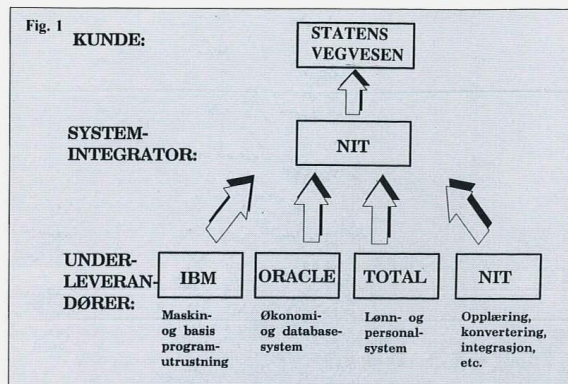 Fig. 1
KUNDE:
STATENS
VEGVESEN
SYSTEM-
INTEGRATOR:
NIT
UNDER-
LEVERAN-
DØRER:
IBM
ORACLE
TOTAL
NIT
Maskin-
og basis
program-
utrustning
Økonomi-
og database-
system
Lønn- og
personal-
system
Opplæring,
konvertering,
integrasjon,
etc.